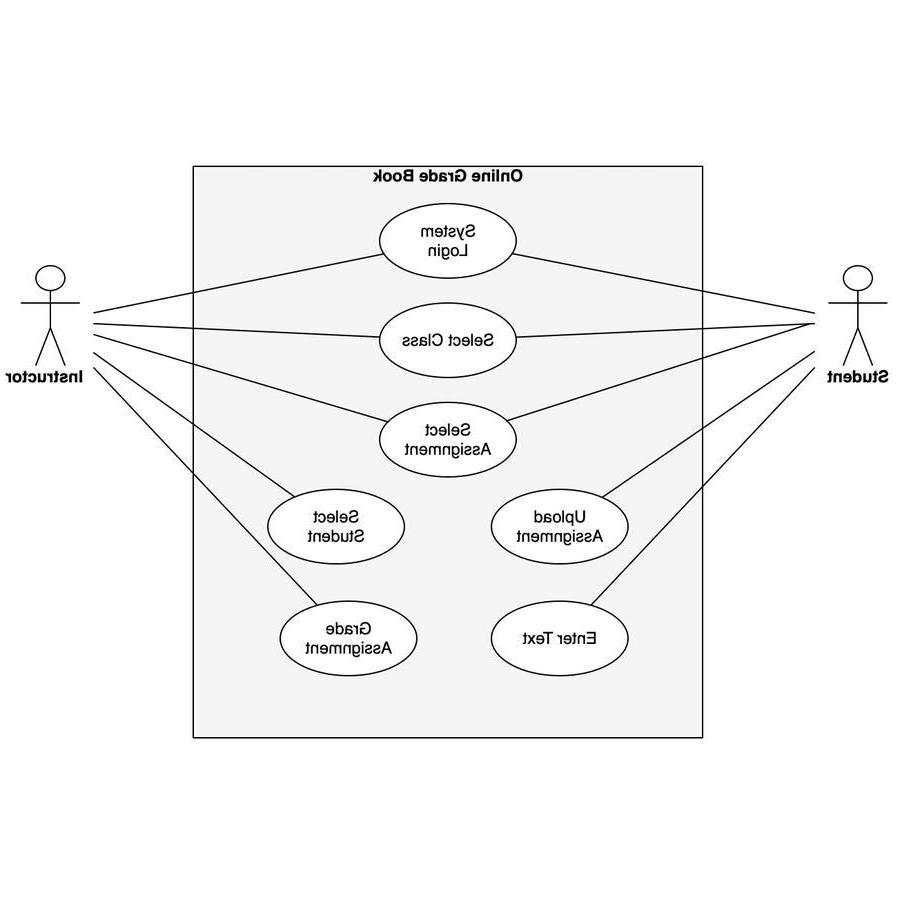 Online Grade Book
System
Login
Select Class
Select
Assignment
Instructor
Student
Select
Student
Upload
Assignment
Grade
Assignment
Enter Text